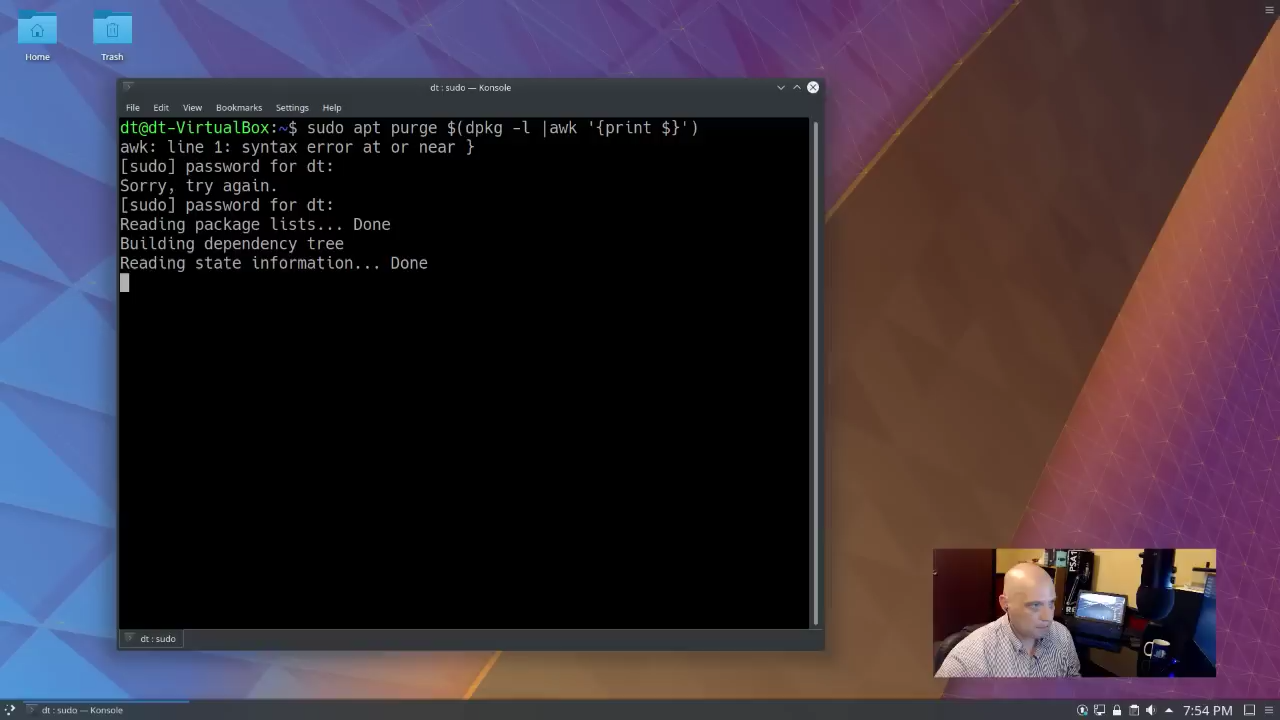 Home
Trash
dt : sudo — Konsole
File Edit View Bookmarks Settings Help
dt@dt-VirtualBox:~$ sudo apt purge $(dpkg -l |awk '{print $}')
awk: line 1: syntax error at or near }
[sudo] password for dt:
Sorry, try again.
[sudo] password for dt:
Reading package lists... Done
Building dependency tree
Reading state information... Done
dt : sudo
PSA1
dt : sudo — Konsole
7:54 PM